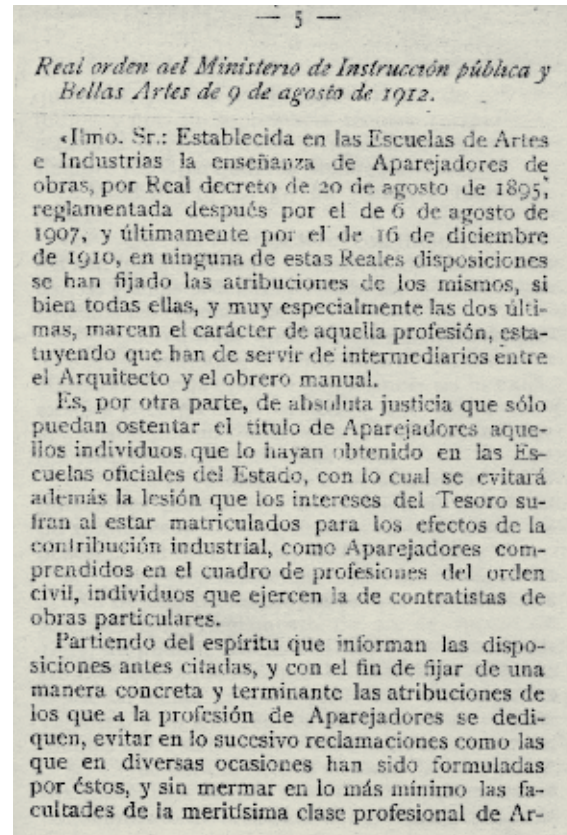 — 5 —
Real orden del Ministerio de Instrucción pública y
Bellas Artes de 9 de agosto de 1912.
«Ilmo. Sr.: Establecida en las Escuelas de Artes
e Industrias la enseñanza de Aparejadores de
obras, por Real decreto de 20 de agosto de 1895,
reglamentada después por el de 6 de agosto de
1907, y últimamente por el de 16 de diciembre
de 1910, en ninguna de estas Reales disposiciones
se han fijado las atribuciones de los mismos, si
bien todas ellas, y muy especialmente las dos últi-
mas, marcan el carácter de aquella profesión, esta-
tuyendo que han de servir de intermediarios entre
el Arquitecto y el obrero manual.
Es, por otra parte, de absoluta justicia que sólo
puedan ostentar el título de Aparejadores aque-
llos individuos que lo hayan obtenido en las Es-
cuelas oficiales del Estado, con lo cual se evitará
además la lesión que los intereses del Tesoro su-
fran al estar matriculados para los efectos de la
contribución industrial, como Aparejadores com-
prendidos en el cuadro de profesiones del orden
civil, individuos que ejercen la de contratistas de
obras particulares.
Partiendo del espíritu que informan las dispo-
siciones antes citadas, y con el fin de fijar de una
manera concreta y terminante las atribuciones de
los que a la profesión de Aparejadores se dedi-
quen, evitar en lo sucesivo reclamaciones como las
que en diversas ocasiones han sido formuladas
por éstos, y sin mermar en lo más mínimo las fa-
cultades de la meritísima clase profesional de Ar-